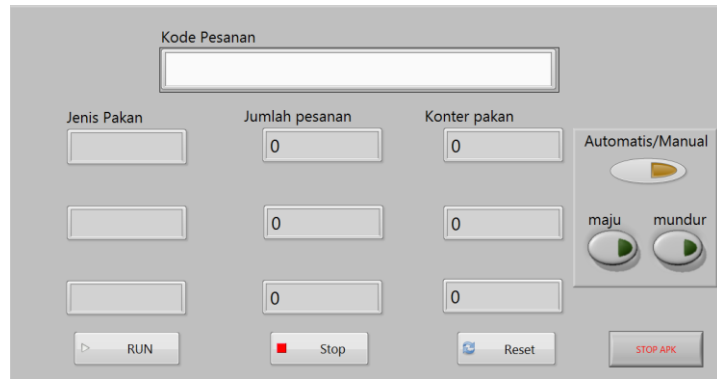 Kode Pesanan
Jenis Pakan
Jumlah pesanan
Konter pakan
0
0
Automatis/Manual
0
0
maju
mundur
0
0
RUN
Stop
Reset
STOP APK